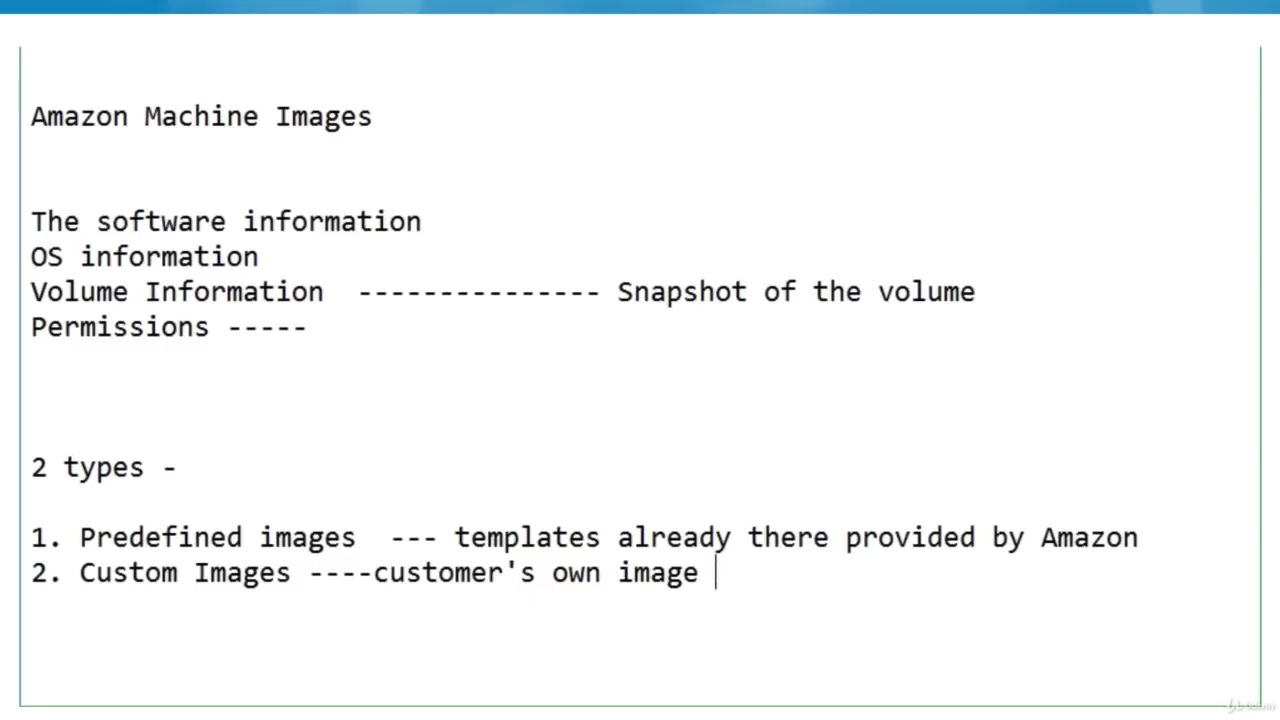 Amazon Machine Images
The software information
OS information
Volume Information --------------- Snapshot of the volume
Permissions -----
2 types -
1. Predefined images --- templates already there provided by Amazon
2. Custom Images ----customer's own image
Udemy